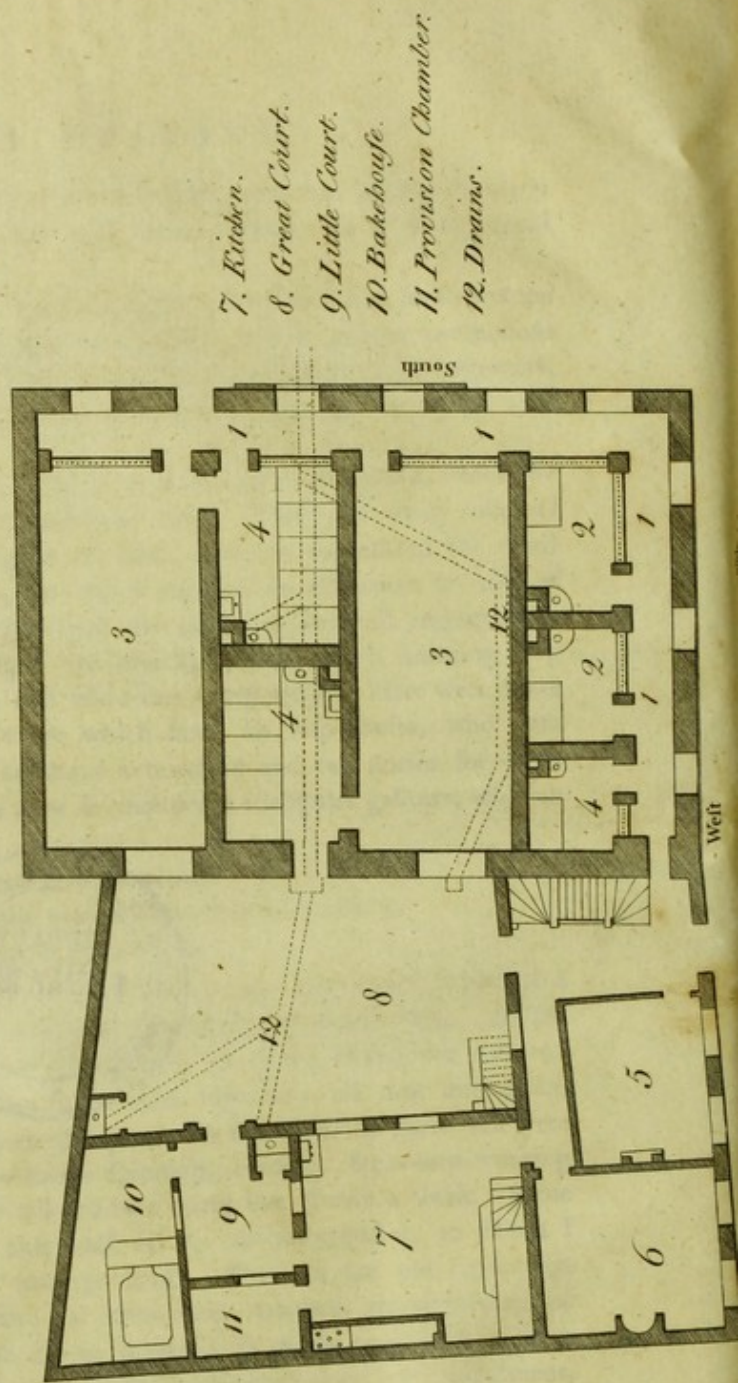 7. Kitchen.
8. Great Court.
9. Little Court.
10. Bakehouſe.
11. Provision Chamber.
12. Drains.
South
Weſt
1
1
1
1
2
2
3
3
4
4
4
5
6
7
8
9
10
11
12
12